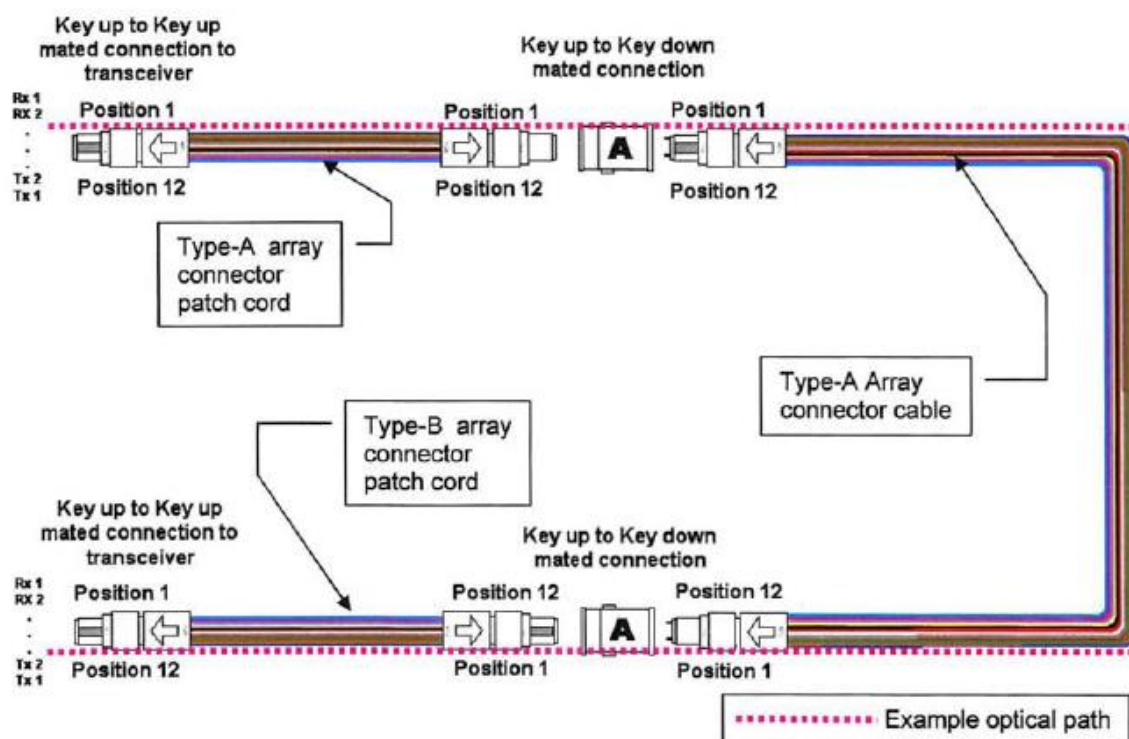 Key up to Key up
mated connection to
transceiver
Key up to Key down
mated connection
Rx 1
RX 2
Tx 2
Tx 1
Position 1
Position 1
Position 1
A
Position 12
Position 12
Position 12
Type-A array
connector
patch cord
Type-A Array
connector cable
Type-B array
connector
patch cord
Key up to Key up
mated connection to
transceiver
Key up to Key down
mated connection
Rx 1
RX 2
Tx 2
Tx 1
Position 1
Position 12
Position 12
A
Position 12
Position 1
Position 1
Example optical path